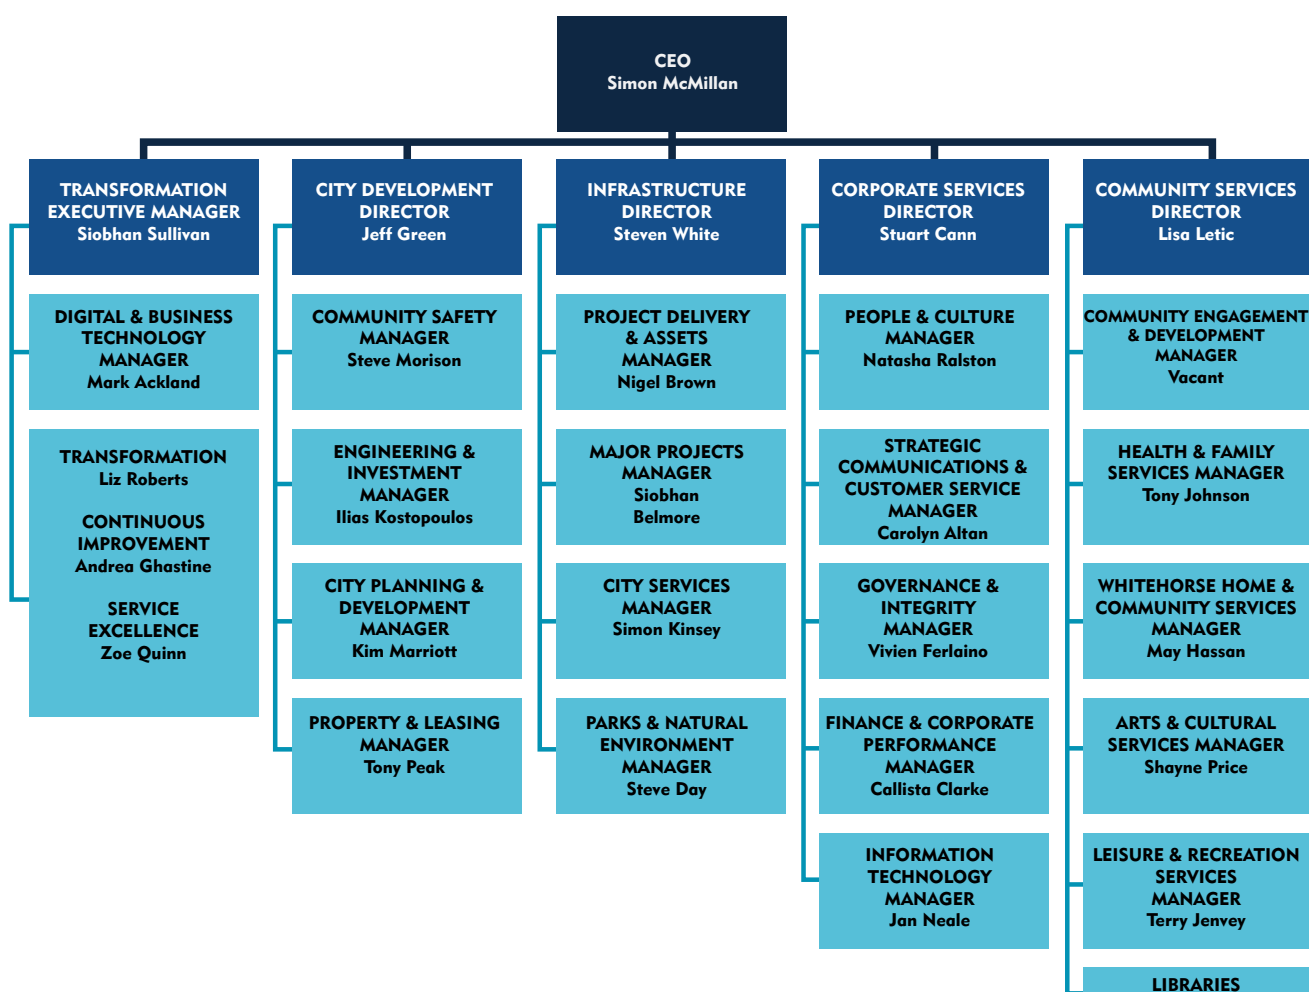 CEO
Simon McMillan
TRANSFORMATION
EXECUTIVE MANAGER
Siobhan Sullivan
DIGITAL & BUSINESS
TECHNOLOGY
MANAGER
Mark Ackland
TRANSFORMATION
Liz Roberts
CONTINUOUS
IMPROVEMENT
Andrea Ghastine
SERVICE
EXCELLENCE
Zoe Quinn
CITY DEVELOPMENT
DIRECTOR
Jeff Green
COMMUNITY SAFETY
MANAGER
Steve Morison
ENGINEERING &
INVESTMENT
MANAGER
Ilias Kostopoulos
CITY PLANNING &
DEVELOPMENT
MANAGER
Kim Marriott
PROPERTY & LEASING
MANAGER
Tony Peak
INFRASTRUCTURE
DIRECTOR
Steven White
PROJECT DELIVERY
& ASSETS
MANAGER
Nigel Brown
MAJOR PROJECTS
MANAGER
Siobhan
Belmore
CITY SERVICES
MANAGER
Simon Kinsey
PARKS & NATURAL
ENVIRONMENT
MANAGER
Steve Day
CORPORATE SERVICES
DIRECTOR
Stuart Cann
PEOPLE & CULTURE
MANAGER
Natasha Ralston
STRATEGIC
COMMUNICATIONS &
CUSTOMER SERVICE
MANAGER
Carolyn Altan
GOVERNANCE &
INTEGRITY
MANAGER
Vivien Ferlaino
FINANCE & CORPORATE
PERFORMANCE
MANAGER
Callista Clarke
INFORMATION
TECHNOLOGY
MANAGER
Jan Neale
COMMUNITY SERVICES
DIRECTOR
Lisa Letic
COMMUNITY ENGAGEMENT
& DEVELOPMENT
MANAGER
Vacant
HEALTH & FAMILY
SERVICES MANAGER
Tony Johnson
WHITEHORSE HOME &
COMMUNITY SERVICES
MANAGER
May Hassan
ARTS & CULTURAL
SERVICES MANAGER
Shayne Price
LEISURE & RECREATION
SERVICES
MANAGER
Terry Jenvey
LIBRARIES